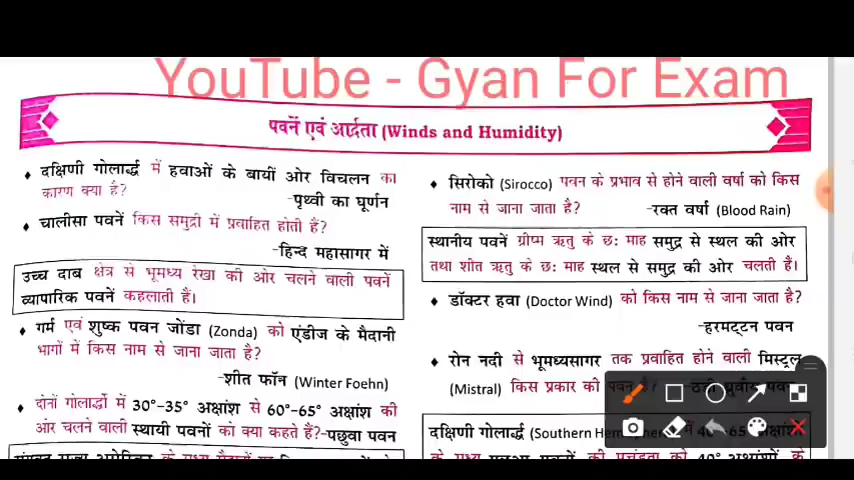 YouTube - Gyan For Exam
पवनें एवं आर्द्रता (Winds and Humidity)
♦ दक्षिणी गोलार्द्ध में हवाओं के बायीं ओर विचलन का
कारण क्या है?
-पृथ्वी का घूर्णन
♦ चालीसा पवनें किस समुद्री में प्रवाहित होती हैं?
-हिन्द महासागर में
उच्च दाब क्षेत्र से भूमध्य रेखा की ओर चलने वाली पवनें
व्यापारिक पवनें कहलाती हैं।
♦ गर्म एवं शुष्क पवन जोंडा (Zonda) को एंडीज के मैदानी
भागों में किस नाम से जाना जाता है?
-शीत फॉन (Winter Foehn)
♦ दोनों गोलार्द्धों में 30°-35° अक्षांश से 60°-65° अक्षांश की
ओर चलने वाली स्थायी पवनों को क्या कहते हैं?-पछुवा पवन
♦ सिरोको (Sirocco) पवन के प्रभाव से होने वाली वर्षा को किस
नाम से जाना जाता है?
-रक्त वर्षा (Blood Rain)
स्थानीय पवनें ग्रीष्म ऋतु के छ: माह समुद्र से स्थल की ओर
तथा शीत ऋतु के छ: माह स्थल से समुद्र की ओर चलती हैं।
♦ डॉक्टर हवा (Doctor Wind) को किस नाम से जाना जाता है?
-हरमट्टन पवन
♦ रोन नदी से भूमध्यसागर तक प्रवाहित होने वाली मिस्ट्रल
(Mistral) किस प्रकार की पवन है?
दक्षिणी गोलार्द्ध (Southern